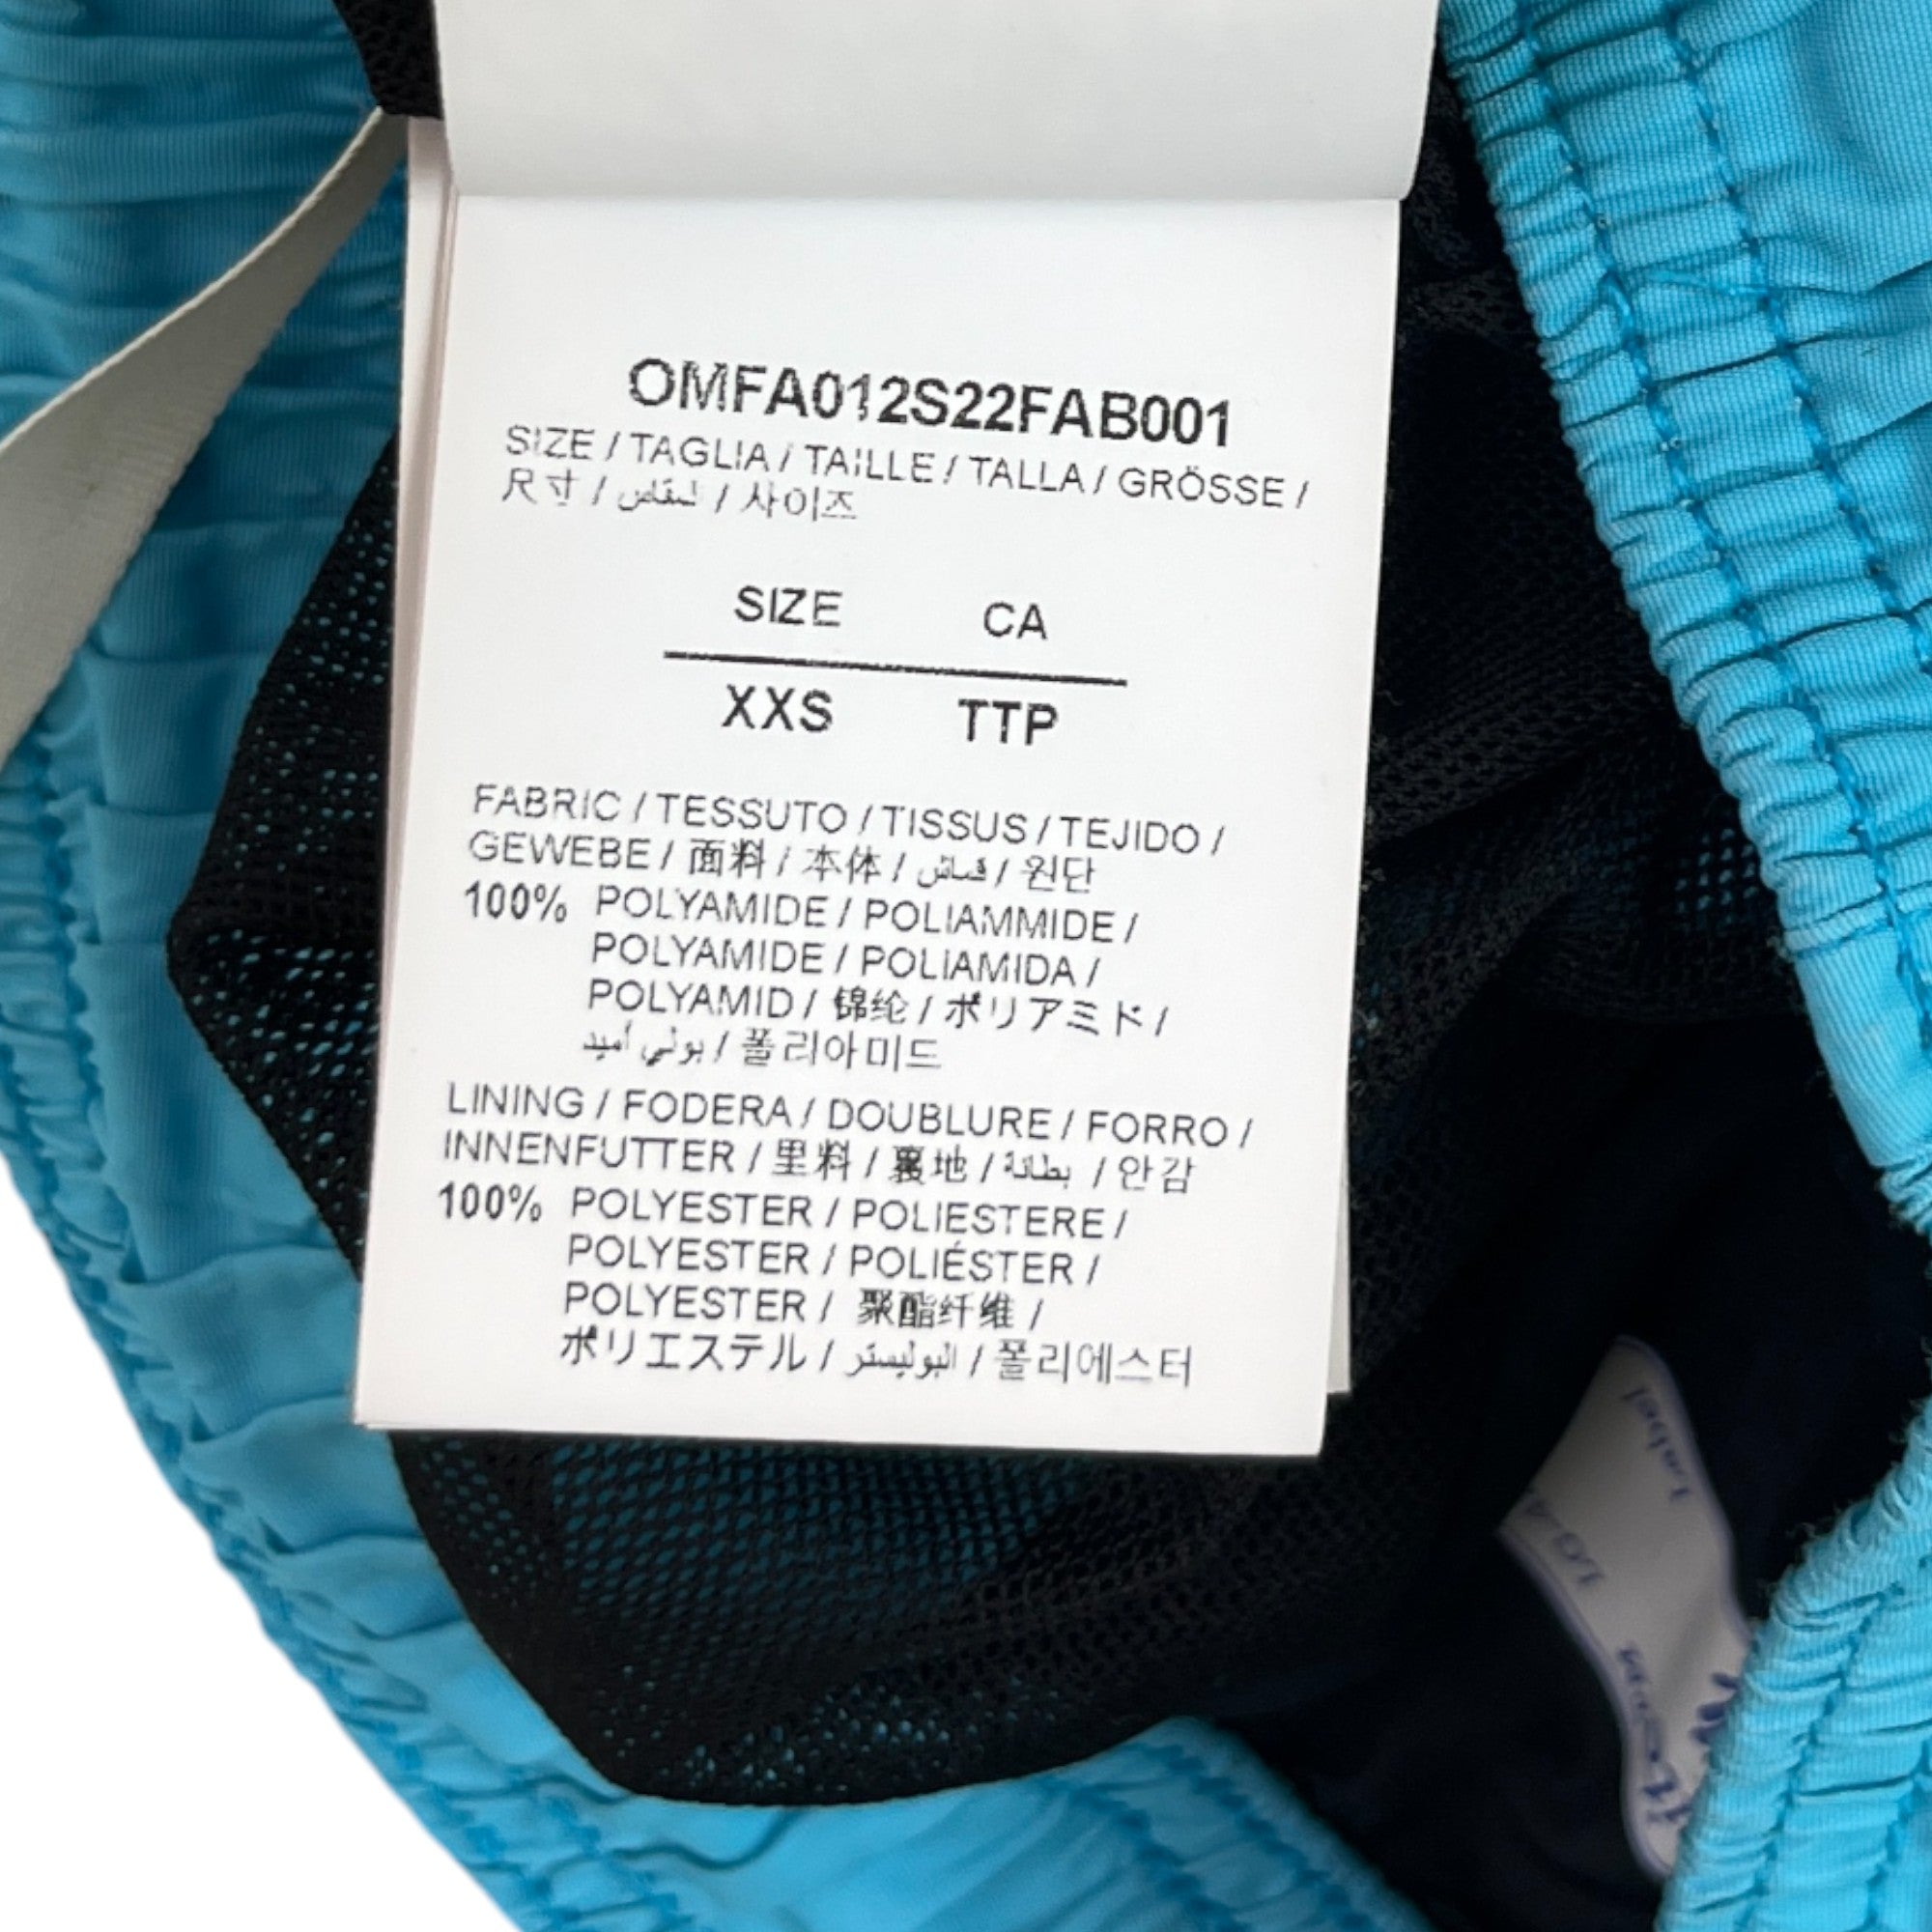 OMFA012S22FAB001
SIZE / TAGLIA / TAILLE / TALLA / GRÖSSE /
尺寸 / المقاس / 사이즈
SIZE CA
XXS TTP
FABRIC / TESSUTO / TISSUS / TEJIDO /
GEWEBE / 面料 / 本体 / قماش / 원단
100% POLYAMIDE / POLIAMMIDE /
POLYAMIDE / POLIAMIDA /
POLYAMID / 锦纶 / ポリアミド /
بولي أميد / 폴리아미드
LINING / FODERA / DOUBLURE / FORRO /
INNENFUTTER / 里料 / 裏地 / بطانة / 안감
100% POLYESTER / POLIESTERE /
POLYESTER / POLIÉSTER /
POLYESTER / 聚酯纤维 /
ポリエステル / البوليستر / 폴리에스터
Label